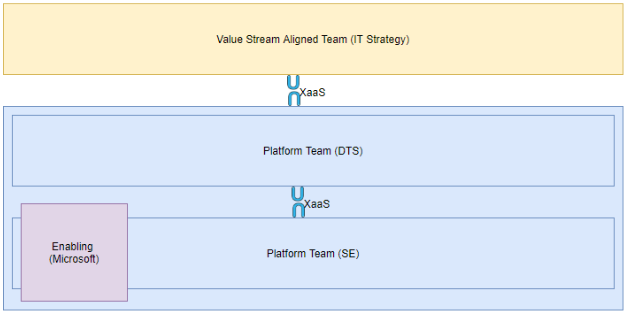 Value Stream Aligned Team (IT Strategy)
XaaS
Platform Team (DTS)
XaaS
Enabling
(Microsoft)
Platform Team (SE)